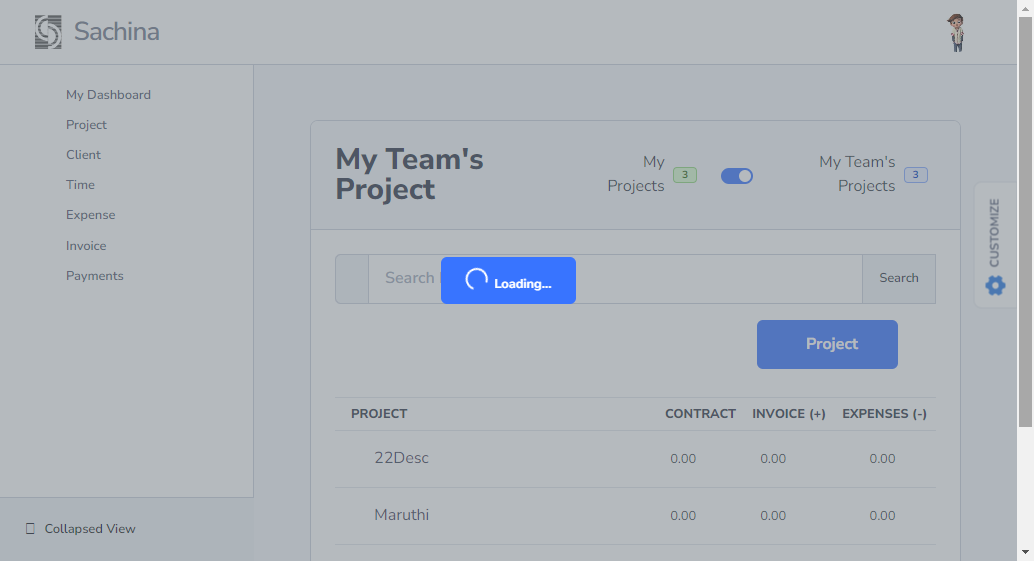 Sachina
My Dashboard
Project
Client
Time
Expense
Invoice
Payments
Collapsed View
My Team's
Project
My
Projects
3
My Team's
Projects
3
CUSTOMIZE
Search
Loading...
Search
Project
PROJECT CONTRACT INVOICE (+) EXPENSES (-)
22Desc 0.00 0.00 0.00
Maruthi 0.00 0.00 0.00